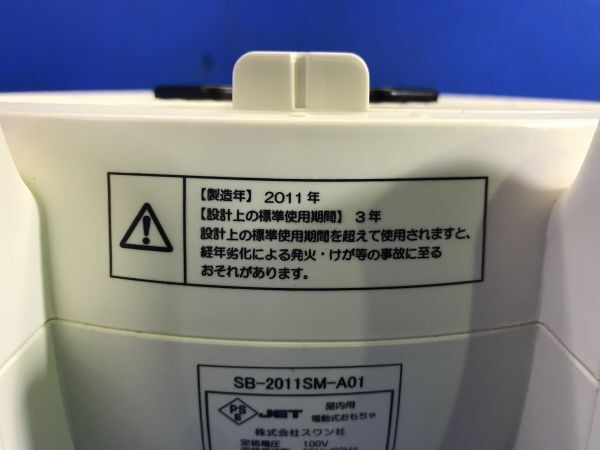 【製造年】 2011年
【設計上の標準使用期間】 3年
設計上の標準使用期間を超えて使用されますと、
経年劣化による発火・けが等の事故に至る
おそれがあります。
SB-2011SM-A01
PS
E
JET
屋内用
電動式おもちゃ
株式会社スワン社
定格電圧 100V